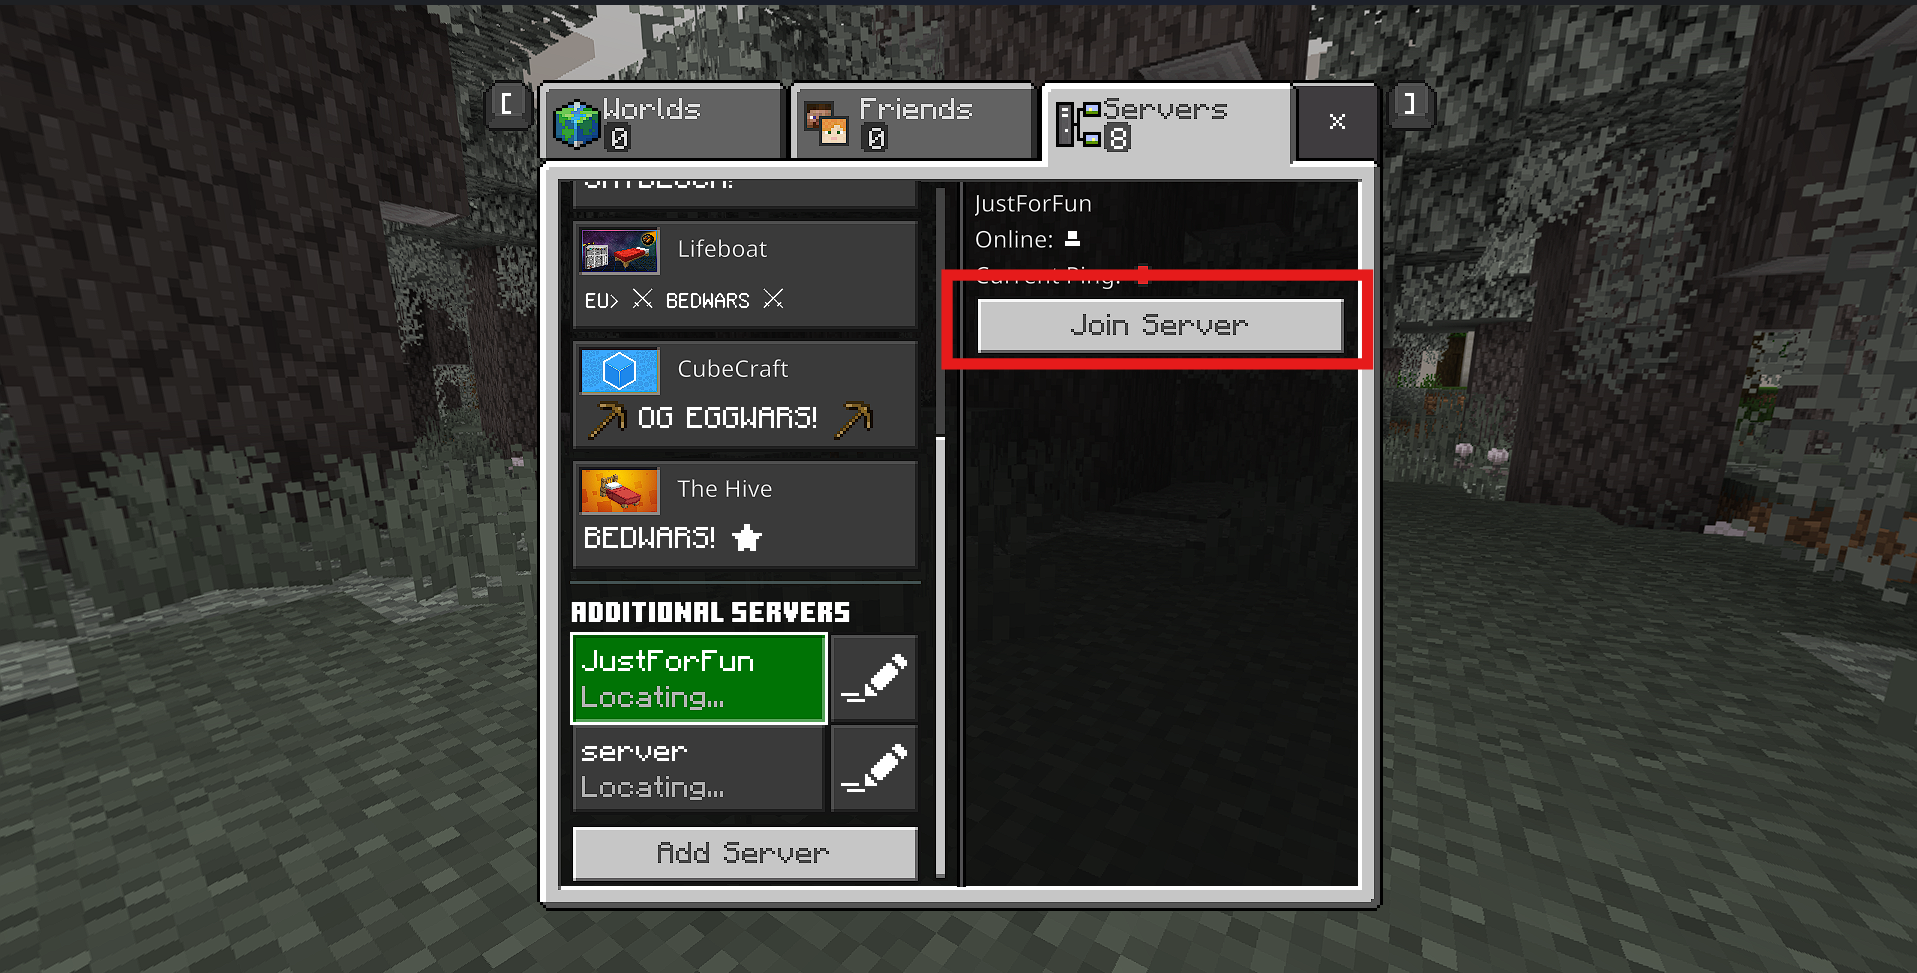 [
Worlds
0
Friends
0
Servers
8
X
]
Lifeboat
EU> ⚔ BEDWARS ⚔
CubeCraft
OG EGGWARS!
The Hive
BEDWARS! ★
ADDITIONAL SERVERS
JustForFun
Locating...
server
Locating...
Add Server
JustForFun
Online:
Current Ping:
Join Server